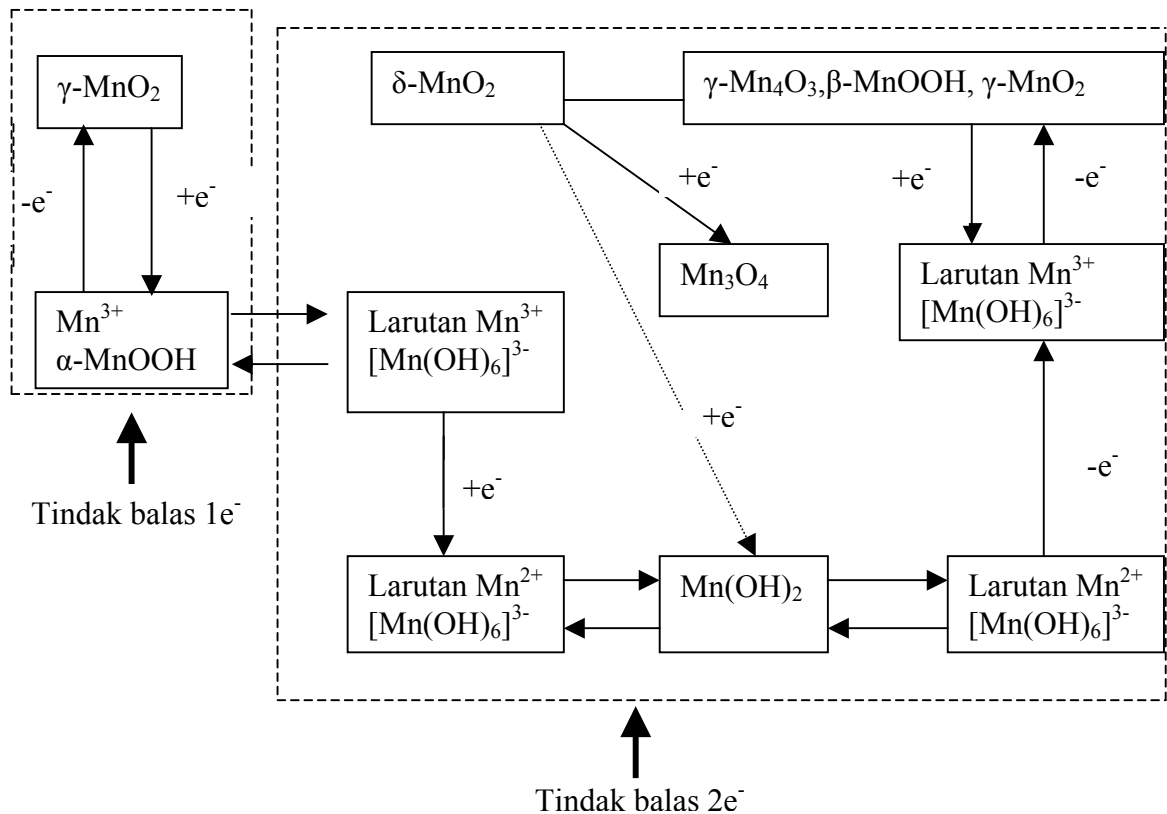 γ-MnO₂
-e⁻
+e⁻
Mn³⁺
α-MnOOH
Tindak balas 1e⁻
δ-MnO₂
γ-Mn₄O₃,β-MnOOH, γ-MnO₂
+e⁻
+e⁻
-e⁻
Mn₃O₄
Larutan Mn³⁺
[Mn(OH)₆]³⁻
Larutan Mn³⁺
[Mn(OH)₆]³⁻
+e⁻
+e⁻
-e⁻
Larutan Mn²⁺
[Mn(OH)₆]³⁻
Mn(OH)₂
Larutan Mn²⁺
[Mn(OH)₆]³⁻
Tindak balas 2e⁻